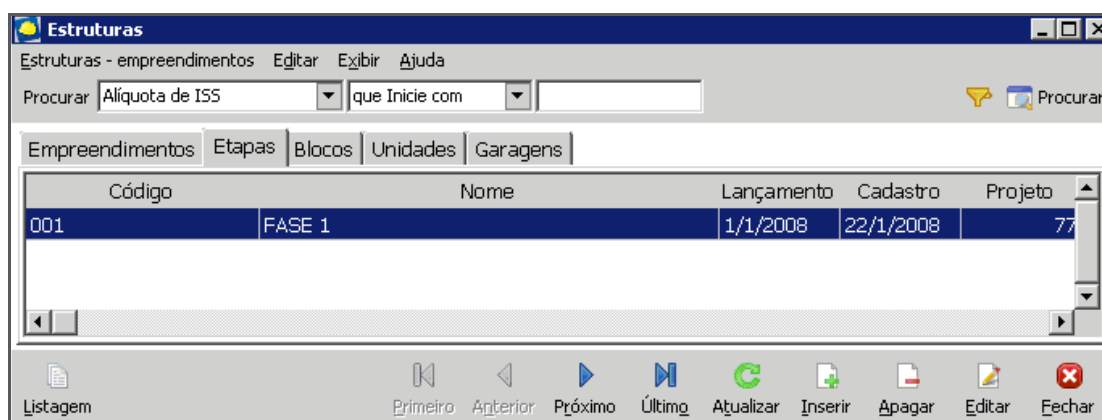 Estruturas
Estruturas - empreendimentos Editar Exibir Ajuda
Procurar Alíquota de ISS que Inicie com Procurar
Empreendimentos Etapas Blocos Unidades Garagens
Código Nome Lançamento Cadastro Projeto
001 FASE 1 1/1/2008 22/1/2008 77
Listagem Primeiro Anterior Próximo Último Atualizar Inserir Apagar Editar Fechar